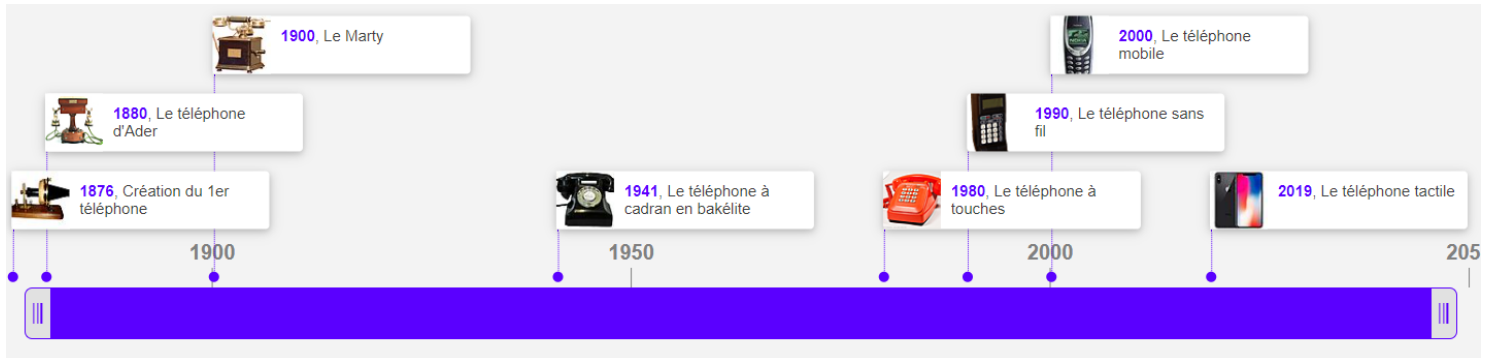 1900, Le Marty
2000, Le téléphone
mobile
1880, Le téléphone
d'Ader
1990, Le téléphone sans
fil
1876, Création du 1er
téléphone
1941, Le téléphone à
cadran en bakélite
1980, Le téléphone à
touches
2019, Le téléphone tactile
1900
1950
2000
205